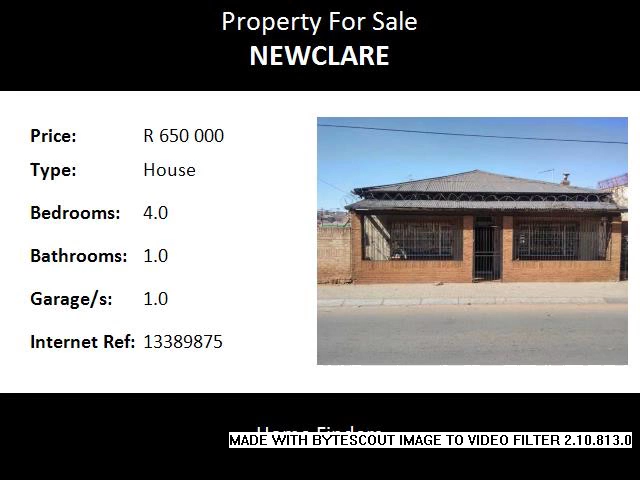 Property For Sale
NEWCLARE
Price: R 650 000
Type: House
Bedrooms: 4.0
Bathrooms: 1.0
Garage/s: 1.0
Internet Ref: 13389875
MADE WITH BYTESCOUT IMAGE TO VIDEO FILTER 2.10.813.0